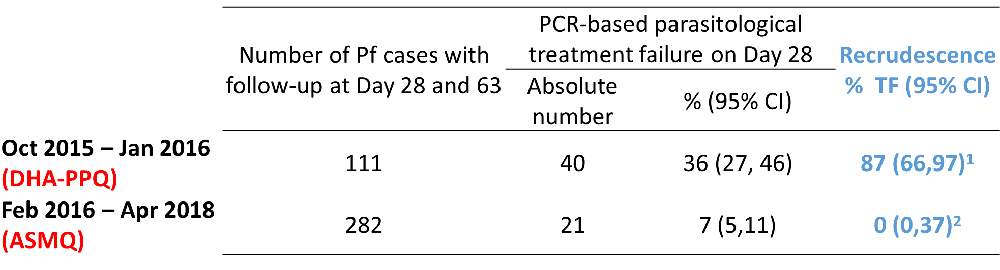 PCR-based parasitological
treatment failure on Day 28
Number of Pf cases with
follow-up at Day 28 and 63
Absolute
number
% (95% CI)
Recrudescence
% TF (95% CI)
Oct 2015 – Jan 2016
(DHA-PPQ)
111
40
36 (27, 46)
87 (66,97)¹
Feb 2016 – Apr 2018
(ASMQ)
282
21
7 (5,11)
0 (0,37)²